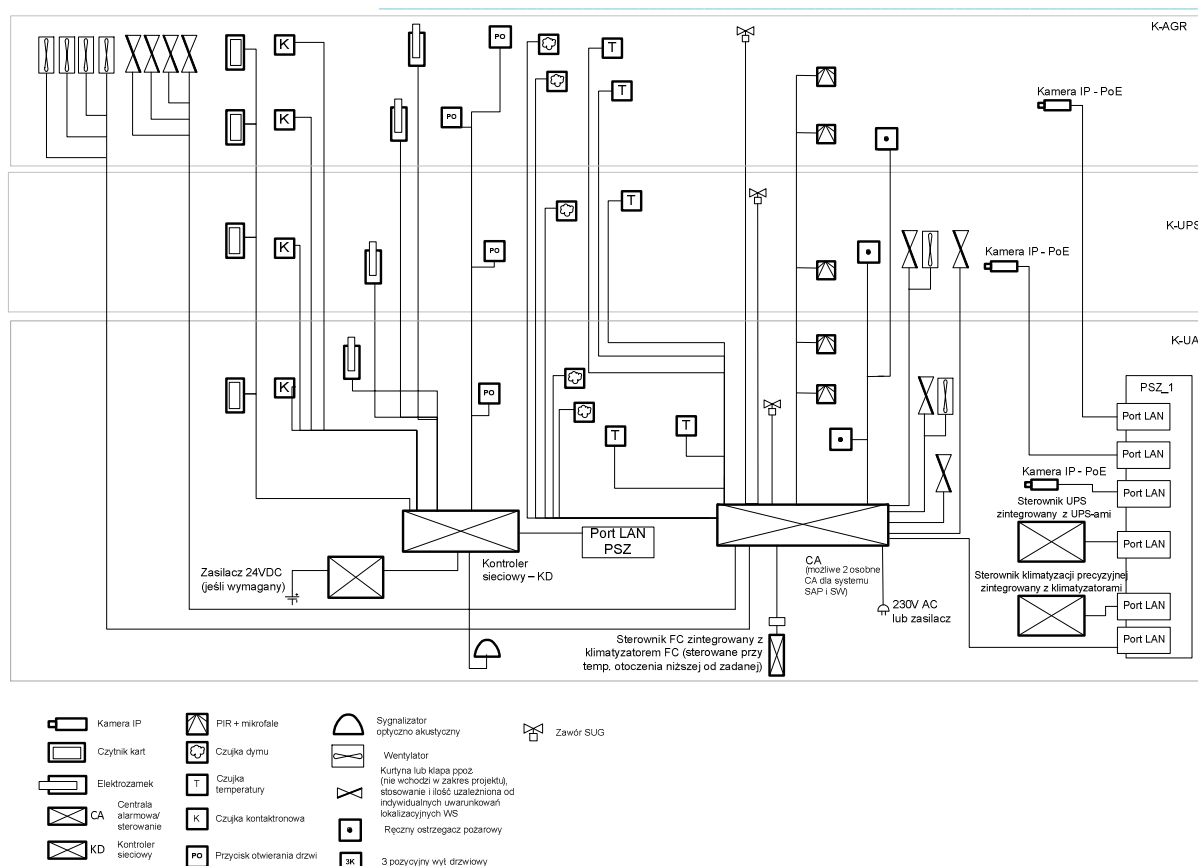 K-AGR
K
PO
T
Kamera IP - PoE
T
K
PO
K-UPS
T
K
PO
Kamera IP - PoE
K-UA
K
PO
PSZ_1
Port LAN
T
T
Port LAN
Kamera IP - PoE
Port LAN
Sterownik UPS
zintegrowany z UPS-ami
Port LAN
Port LAN
PSZ
Kontroler
sieciowy – KD
CA
(możliwe 2 osobne
CA dla systemu
SAP i SW)
Zasilacz 24VDC
(jeśli wymagany)
Sterownik klimatyzacji precyzyjnej
zintegrowany z klimatyzatorami
Port LAN
230V AC
lub zasilacz
Port LAN
Sterownik FC zintegrowany z
klimatyzatorem FC (sterowane przy
temp. otoczenia niższej od zadanej)
Kamera IP
Czytnik kart
Elektrozamek
CA
Centrala
alarmowa/
sterowanie
KD
Kontroler
sieciowy
PIR + mikrofale
Czujka dymu
T
Czujka
temperatury
K
Czujka kontaktronowa
PO
Przycisk otwierania drzwi
Sygnalizator
optyczno akustyczny
Wentylator
Kurtyna lub klapa ppoż
(nie wchodzi w zakres projektu),
stosowanie i ilość uzależniona od
indywidualnych uwarunkowań
lokalizacyjnych WS
Ręczny ostrzegacz pożarowy
3K
3 pozycyjny wył drzwiowy
Zawór SUG